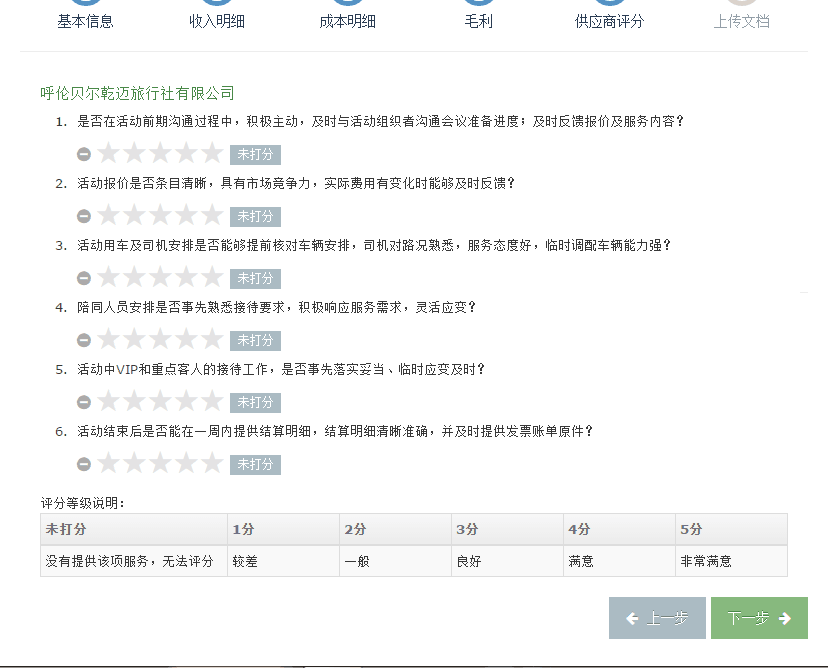 基本信息 收入明细 成本明细 毛利 供应商评分 上传文档
呼伦贝尔乾迈旅行社有限公司
1. 是否在活动前期沟通过程中，积极主动，及时与活动组织者沟通会议准备进度；及时反馈报价及服务内容？
未打分
2. 活动报价是否条目清晰，具有市场竞争力，实际费用有变化时能够及时反馈？
未打分
3. 活动用车及司机安排是否能够提前核对车辆安排，司机对路况熟悉，服务态度好，临时调配车辆能力强？
未打分
4. 陪同人员安排是否事先熟悉接待要求，积极响应服务需求，灵活应变？
未打分
5. 活动中VIP和重点客人的接待工作，是否事先落实妥当、临时应变及时？
未打分
6. 活动结束后是否能在一周内提供结算明细，结算明细清晰准确，并及时提供发票账单原件？
未打分
评分等级说明：
未打分 1分 2分 3分 4分 5分
没有提供该项服务，无法评分 较差 一般 良好 满意 非常满意
上一步 下一步